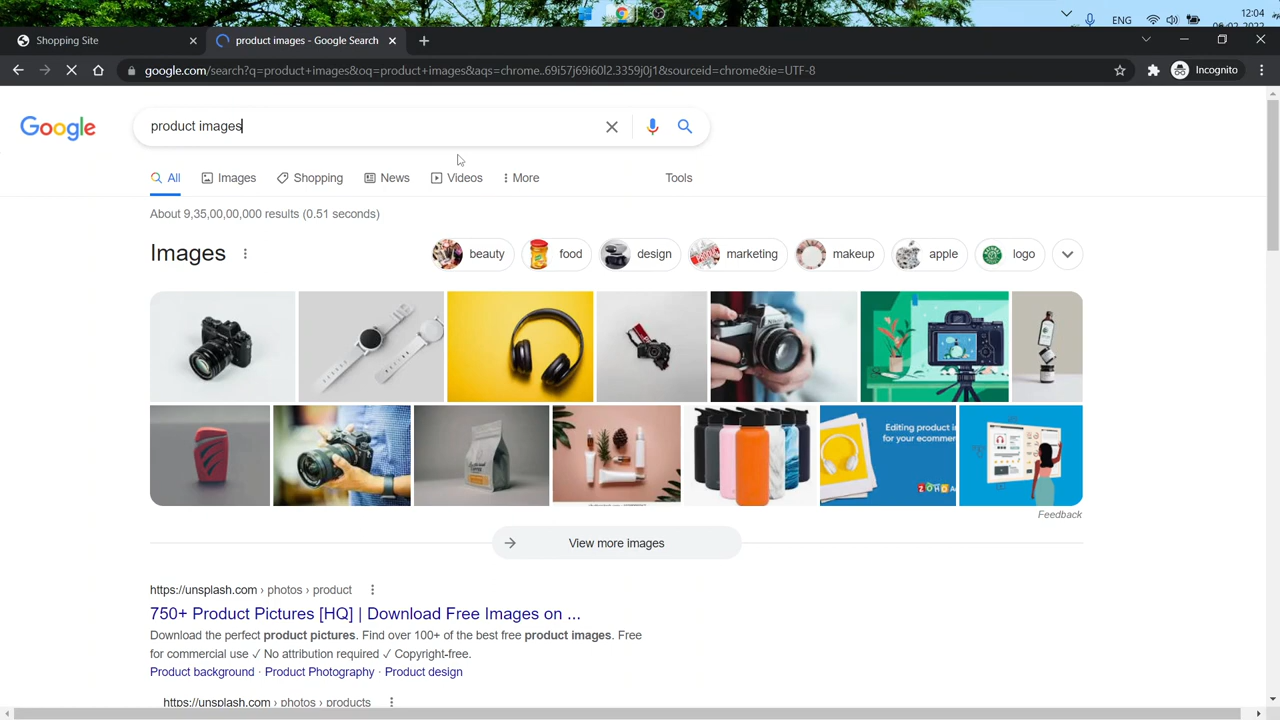 12:04
ENG
06-02-2022
Shopping Site
product images - Google Search
google.com/search?q=product+images&oq=product+images&aqs=chrome..69i57j69i60l2.3359j0j1&sourceid=chrome&ie=UTF-8
Incognito
Google
product images
All
Images
Shopping
News
Videos
More
Tools
About 9,35,00,00,000 results (0.51 seconds)
Images
beauty
food
design
marketing
makeup
apple
logo
Nikon
Editing product i
for your ecommer
ZOHO
Feedback
View more images
https://unsplash.com › photos › product
750+ Product Pictures [HQ] | Download Free Images on ...
Download the perfect product pictures. Find over 100+ of the best free product images. Free
for commercial use ✓ No attribution required ✓ Copyright-free.
Product background · Product Photography · Product design
https://unsplash.com › photos › products